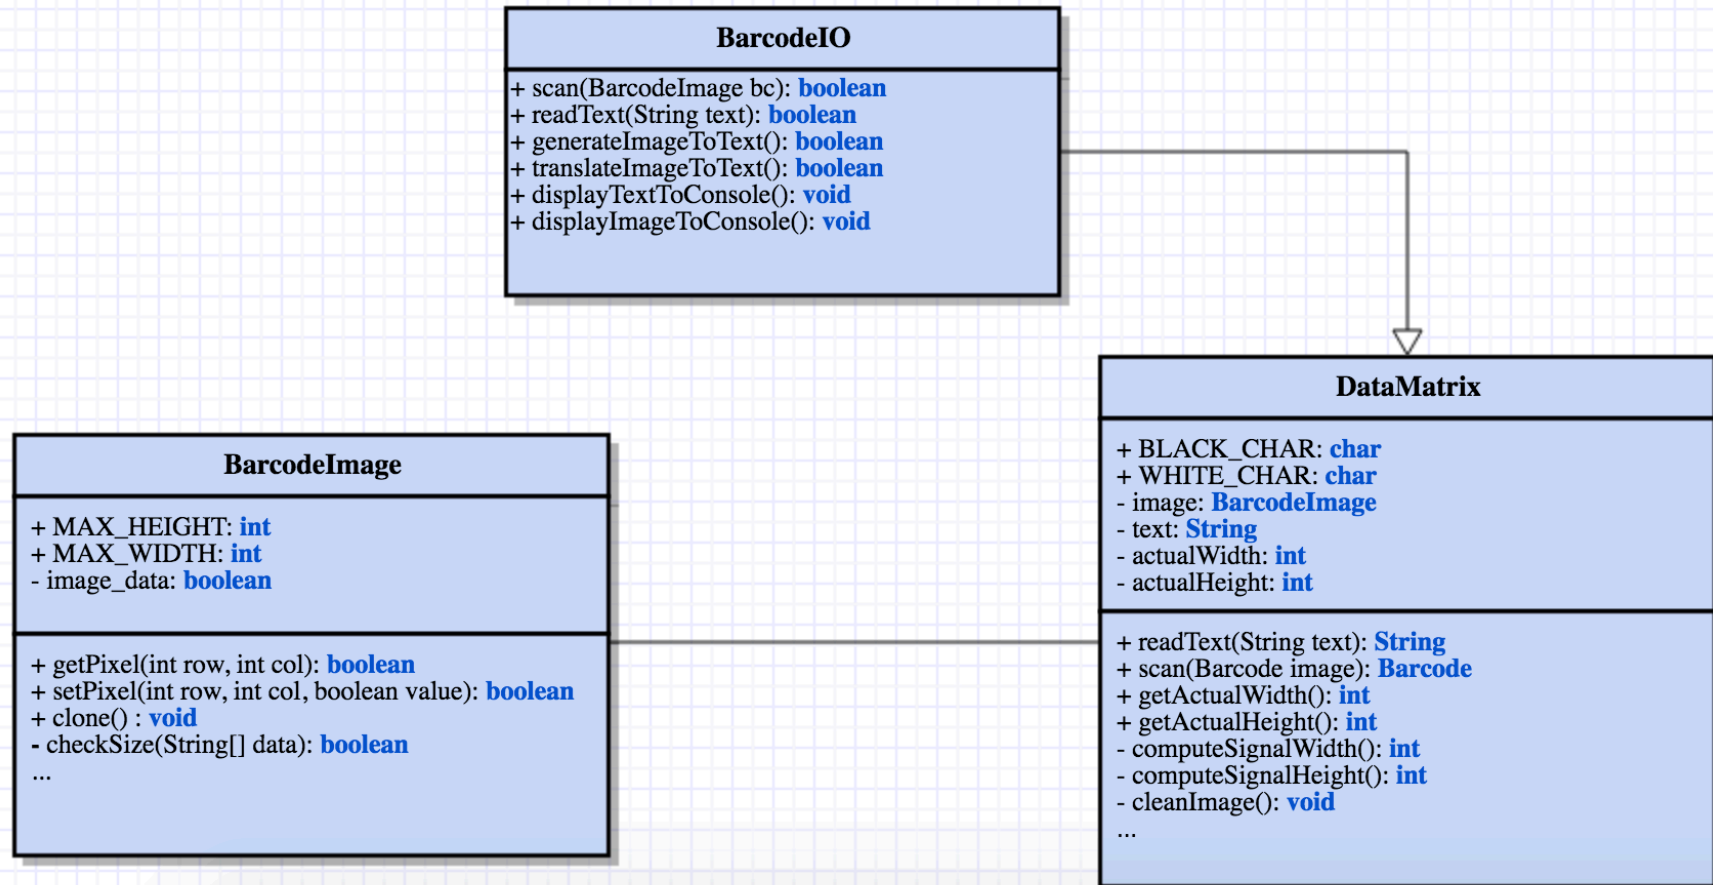 BarcodeIO
+ scan(BarcodeImage bc): boolean
+ readText(String text): boolean
+ generateImageToText(): boolean
+ translateImageToText(): boolean
+ displayTextToConsole(): void
+ displayImageToConsole(): void
BarcodeImage
+ MAX_HEIGHT: int
+ MAX_WIDTH: int
- image_data: boolean
+ getPixel(int row, int col): boolean
+ setPixel(int row, int col, boolean value): boolean
+ clone() : void
- checkSize(String[] data): boolean
...
DataMatrix
+ BLACK_CHAR: char
+ WHITE_CHAR: char
- image: BarcodeImage
- text: String
- actualWidth: int
- actualHeight: int
+ readText(String text): String
+ scan(Barcode image): Barcode
+ getActualWidth(): int
+ getActualHeight(): int
- computeSignalWidth(): int
- computeSignalHeight(): int
- cleanImage(): void
...